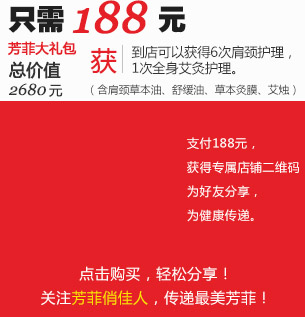 只需188元
芳菲大礼包
总价值
2680元
获
到店可以获得6次肩颈护理，
1次全身艾灸护理。
（含肩颈草本油、舒缓油、草本灸膜、艾烛）
支付188元，
获得专属店铺二维码
为好友分享，
为健康传递。
点击购买，轻松分享！
关注芳菲俏佳人，传递最美芳菲！